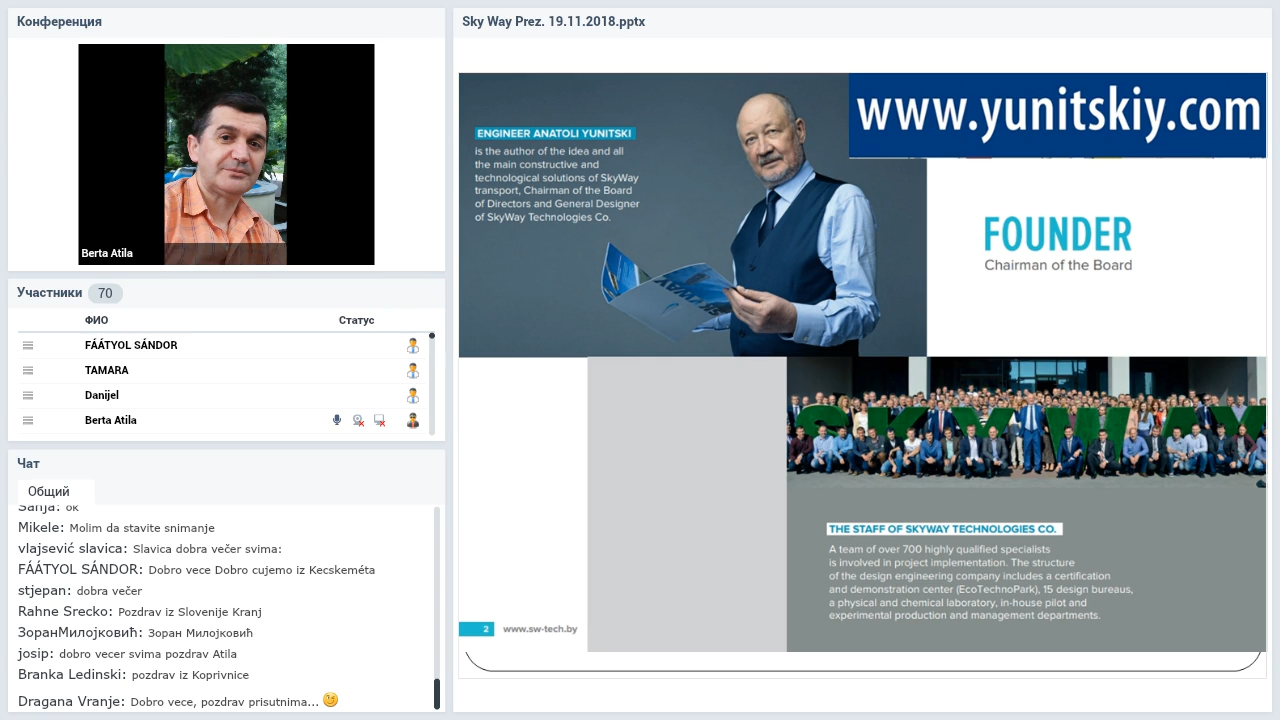 Конференция
Berta Atila
Участники 70
ФИО Статус
FÁÁTYOL SÁNDOR
TAMARA
Danijel
Berta Atila
Чат
Общий
Sanja: ok
Mikele: Molim da stavite snimanje
vlajsević slavica: Slavica dobra večer svima:
FÁÁTYOL SÁNDOR: Dobro vece Dobro cujemo iz Kecskeméta
stjepan: dobra večer
Rahne Srecko: Pozdrav iz Slovenije Kranj
ЗоранМилојковић: Зоран Милојковић
josip: dobro vecer svima pozdrav Atila
Branka Ledinski: pozdrav iz Koprivnice
Dragana Vranje: Dobro vece, pozdrav prisutnima...
Sky Way Prez. 19.11.2018.pptx
www.yunitskiy.com
ENGINEER ANATOLI YUNITSKI
is the author of the idea and all
the main constructive and
technological solutions of SkyWay
transport, Chairman of the Board
of Directors and General Designer
of SkyWay Technologies Co.
SKYWAY
FOUNDER
Chairman of the Board
SKYWAY
THE STAFF OF SKYWAY TECHNOLOGIES CO.
A team of over 700 highly qualified specialists
is involved in project implementation. The structure
of the design engineering company includes a certification
and demonstration center (EcoTechnoPark), 15 design bureaus,
a physical and chemical laboratory, in-house pilot and
experimental production and management departments.
2 www.sw-tech.by